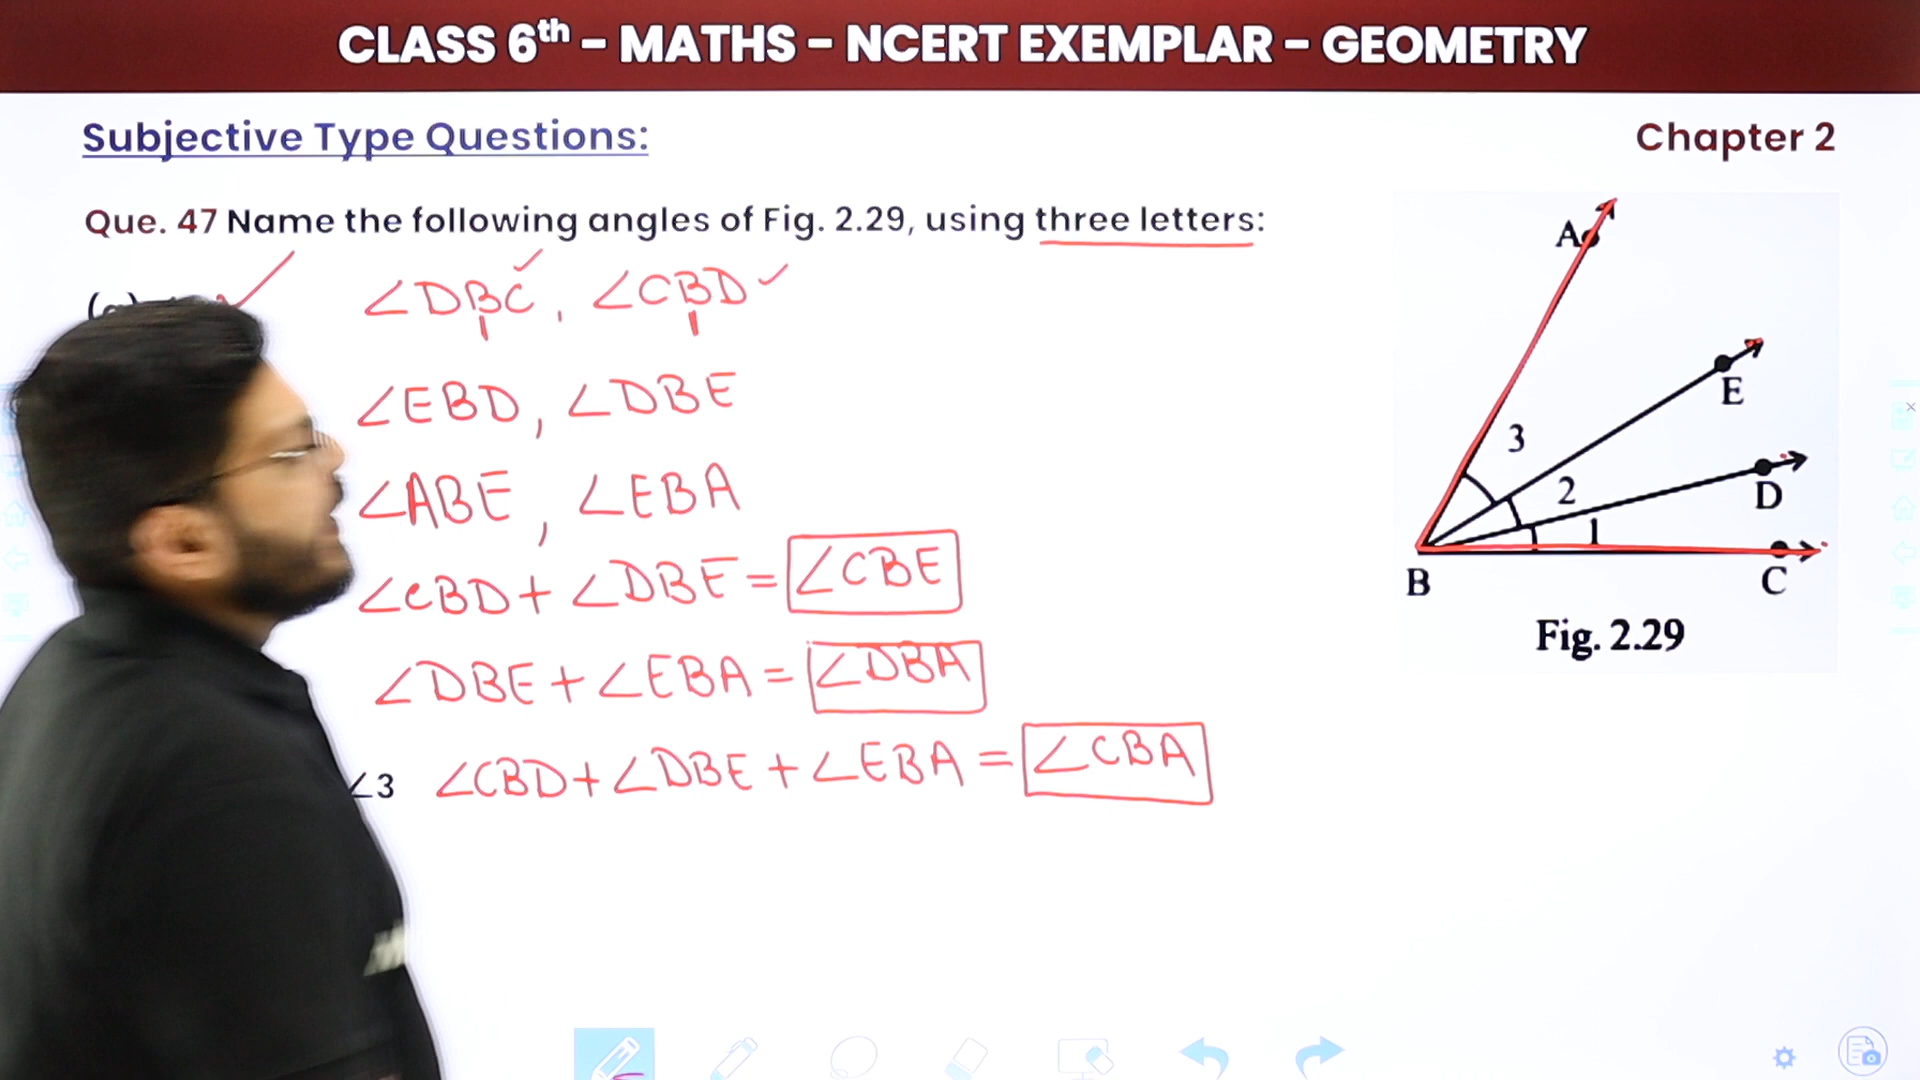 CLASS 6th – MATHS – NCERT EXEMPLAR – GEOMETRY
Subjective Type Questions:
Chapter 2
Que. 47 Name the following angles of Fig. 2.29, using three letters:
∠DBC, ∠CBD
∠EBD, ∠DBE
∠ABE, ∠EBA
∠CBD + ∠DBE = ∠CBE
∠DBE + ∠EBA = ∠DBA
∠3 ∠CBD + ∠DBE + ∠EBA = ∠CBA
A
E
3
2
D
1
B
C
Fig. 2.29